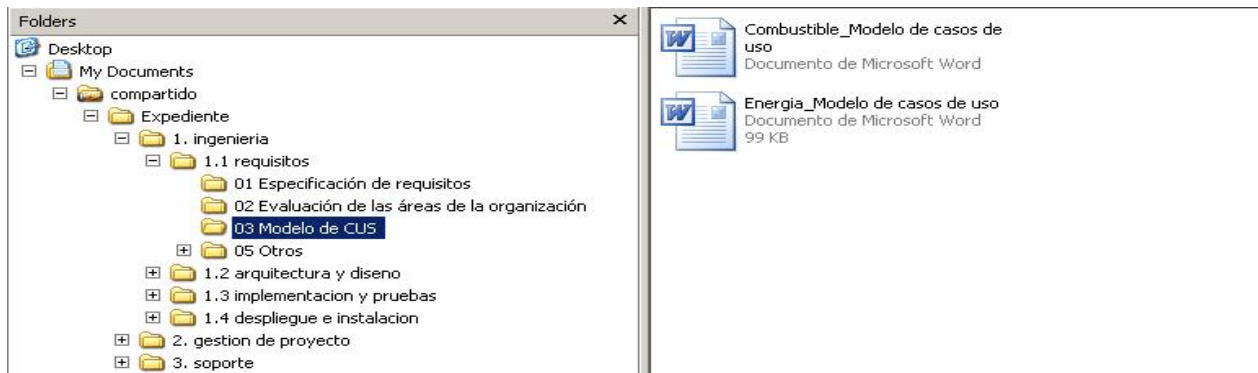 Folders
Desktop
My Documents
compartido
Expediente
1. ingenieria
1.1 requisitos
01 Especificación de requisitos
02 Evaluación de las áreas de la organización
03 Modelo de CUS
05 Otros
1.2 arquitectura y diseno
1.3 implementacion y pruebas
1.4 despliegue e instalacion
2. gestion de proyecto
3. soporte
Combustible_Modelo de casos de
uso
Documento de Microsoft Word
Energia_Modelo de casos de uso
Documento de Microsoft Word
99 KB